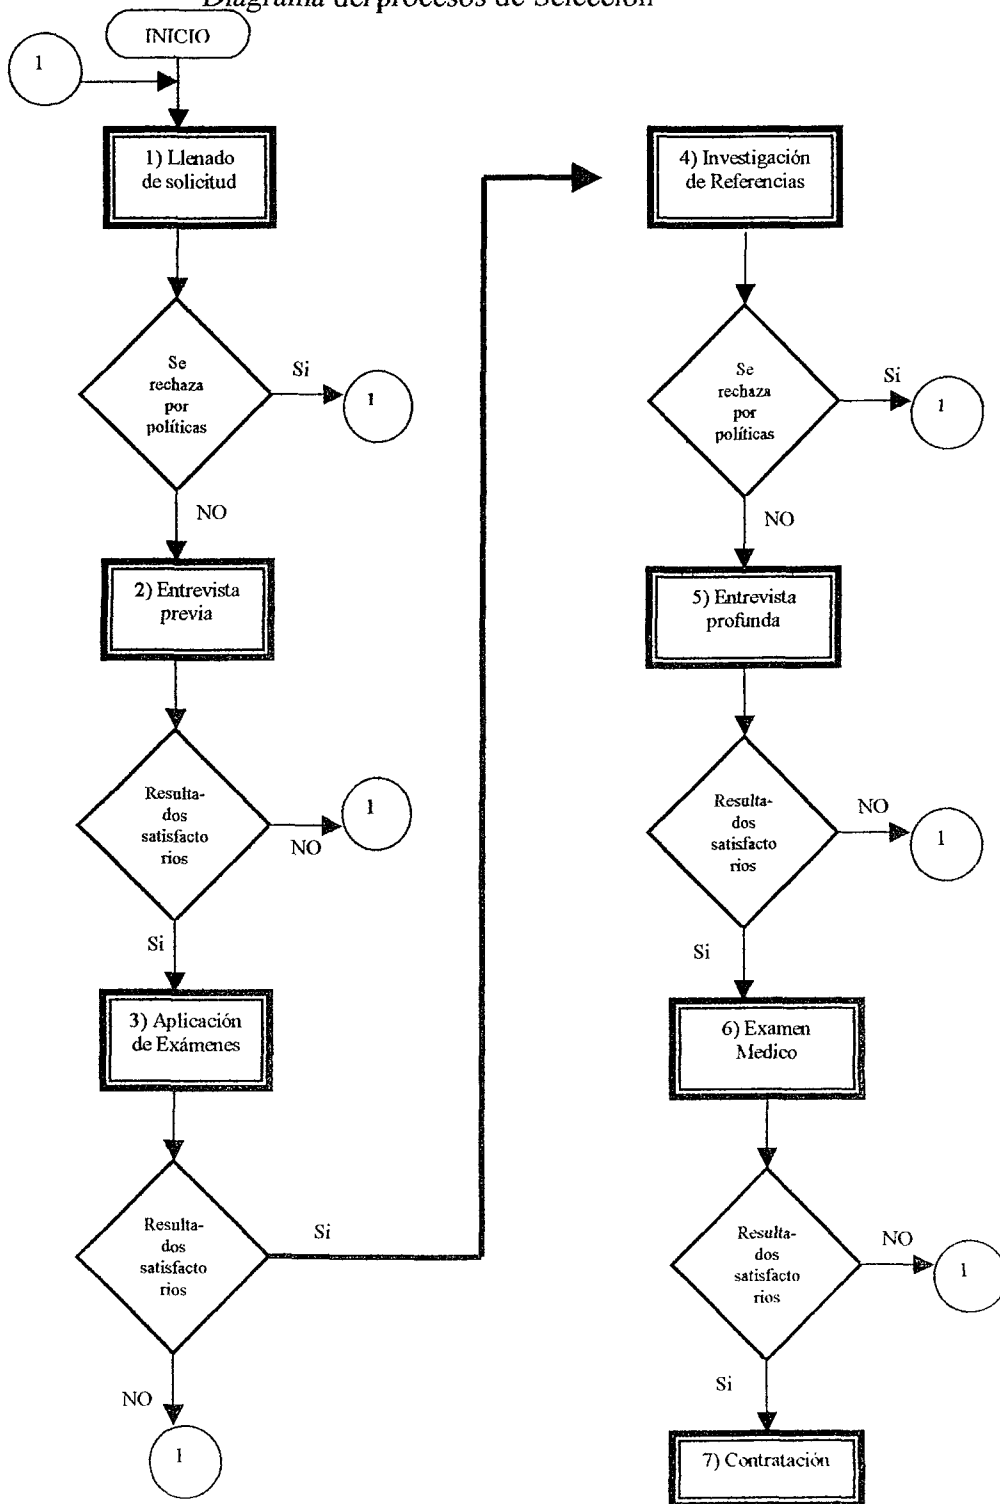 Diagrama del procesos de Selección
INICIO
1
1) Llenado
de solicitud
Se
rechaza
por
políticas
Si
1
NO
2) Entrevista
previa
Resulta-
dos
satisfacto
rios
NO
1
Si
3) Aplicación
de Exámenes
Resulta-
dos
satisfacto
rios
Si
NO
1
4) Investigación
de Referencias
Se
rechaza
por
políticas
Si
1
NO
5) Entrevista
profunda
Resulta-
dos
satisfacto
rios
NO
1
Si
6) Examen
Medico
Resulta-
dos
satisfacto
rios
NO
1
Si
7) Contratación